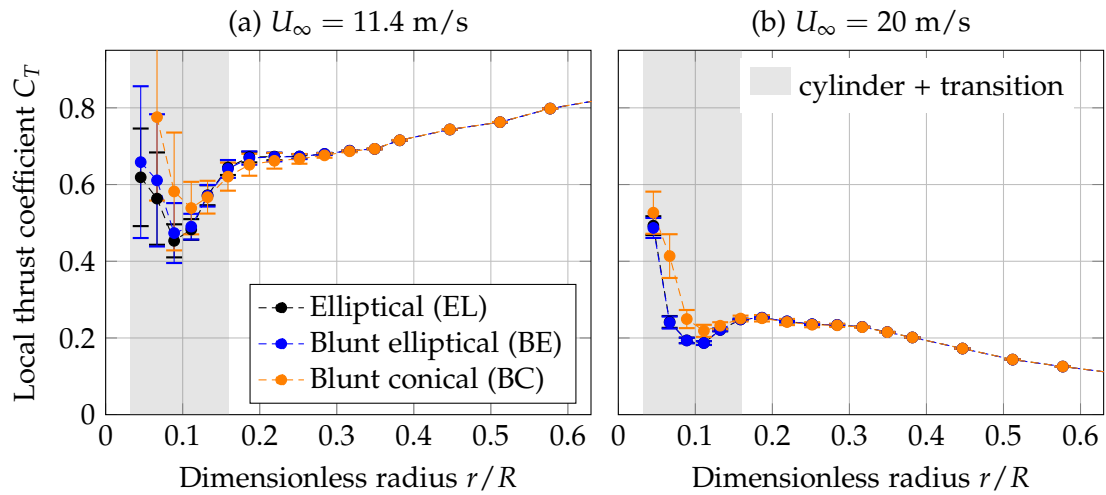 (a) U∞ = 11.4 m/s
(b) U∞ = 20 m/s
Local thrust coefficient C_T
0.8
0.6
0.4
0.2
0
Elliptical (EL)
Blunt elliptical (BE)
Blunt conical (BC)
cylinder + transition
0 0.1 0.2 0.3 0.4 0.5 0.6
0 0.1 0.2 0.3 0.4 0.5 0.6
Dimensionless radius r/R
Dimensionless radius r/R